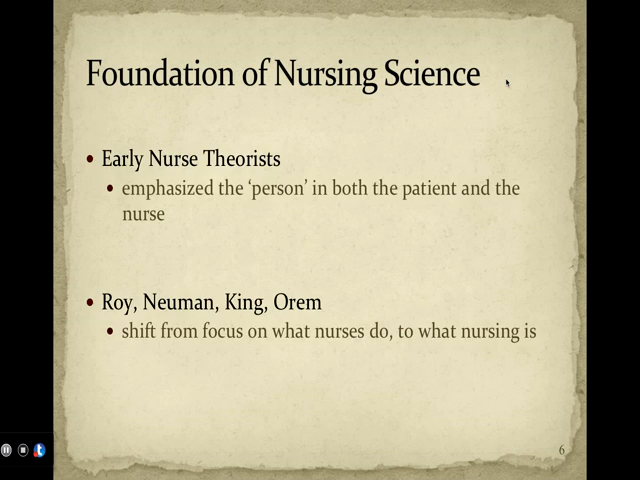 Foundation of Nursing Science
• Early Nurse Theorists
• emphasized the ‘person’ in both the patient and the
nurse
• Roy, Neuman, King, Orem
• shift from focus on what nurses do, to what nursing is
6